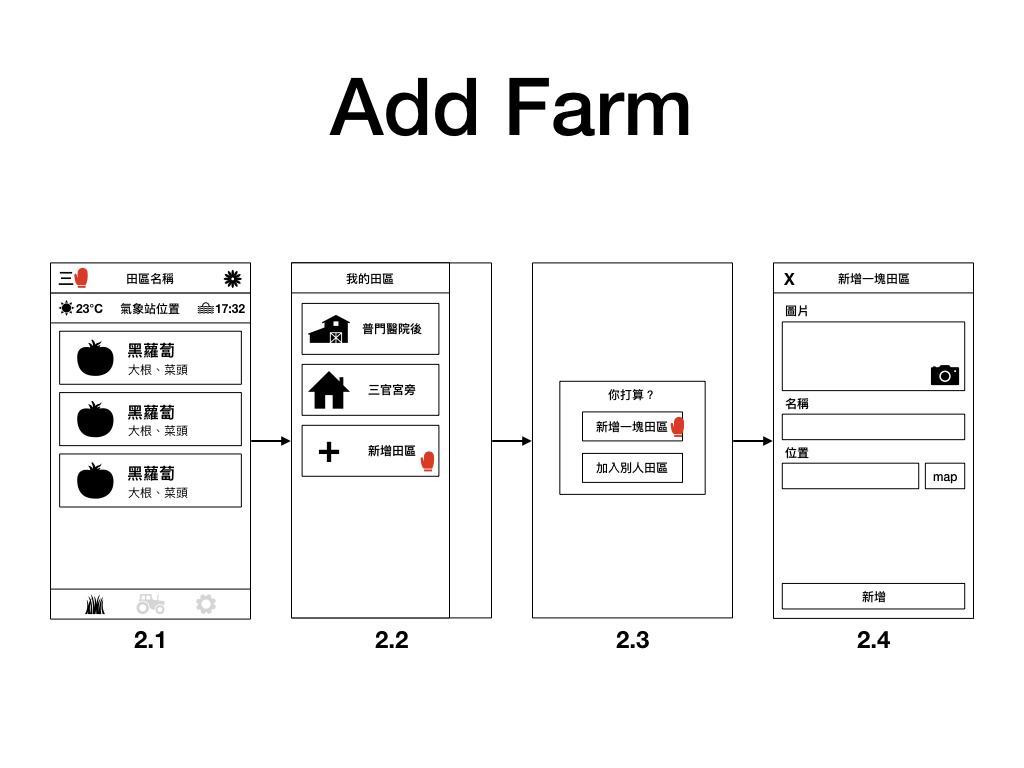 Add Farm
三 田區名稱
23°C 氣象站位置 17:32
黑蘿蔔
大根、菜頭
黑蘿蔔
大根、菜頭
黑蘿蔔
大根、菜頭
2.1
我的田區
普門醫院後
三官宮旁
+ 新增田區
2.2
你打算？
新增一塊田區
加入別人田區
2.3
X 新增一塊田區
圖片
名稱
位置
map
新增
2.4